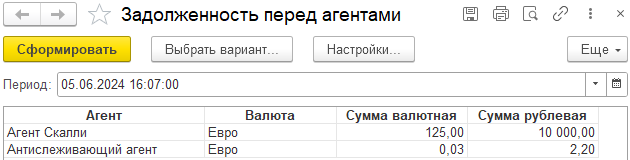 Задолженность перед агентами
Сформировать Выбрать вариант... Настройки... Еще
Период: 05.06.2024 16:07:00
Агент Валюта Сумма валютная Сумма рублевая
Агент Скалли Евро 125,00 10 000,00
Антислеживающий агент Евро 0,03 2,20